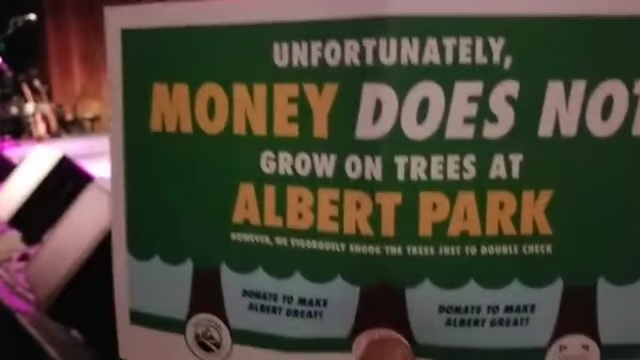 UNFORTUNATELY,
MONEY DOES NOT
GROW ON TREES AT
ALBERT PARK
HOWEVER, WE VIGOROUSLY SHOOK THE TREES JUST TO DOUBLE CHECK
DONATE TO MAKE
ALBERT GREAT!
DONATE TO MAKE
ALBERT GREAT!